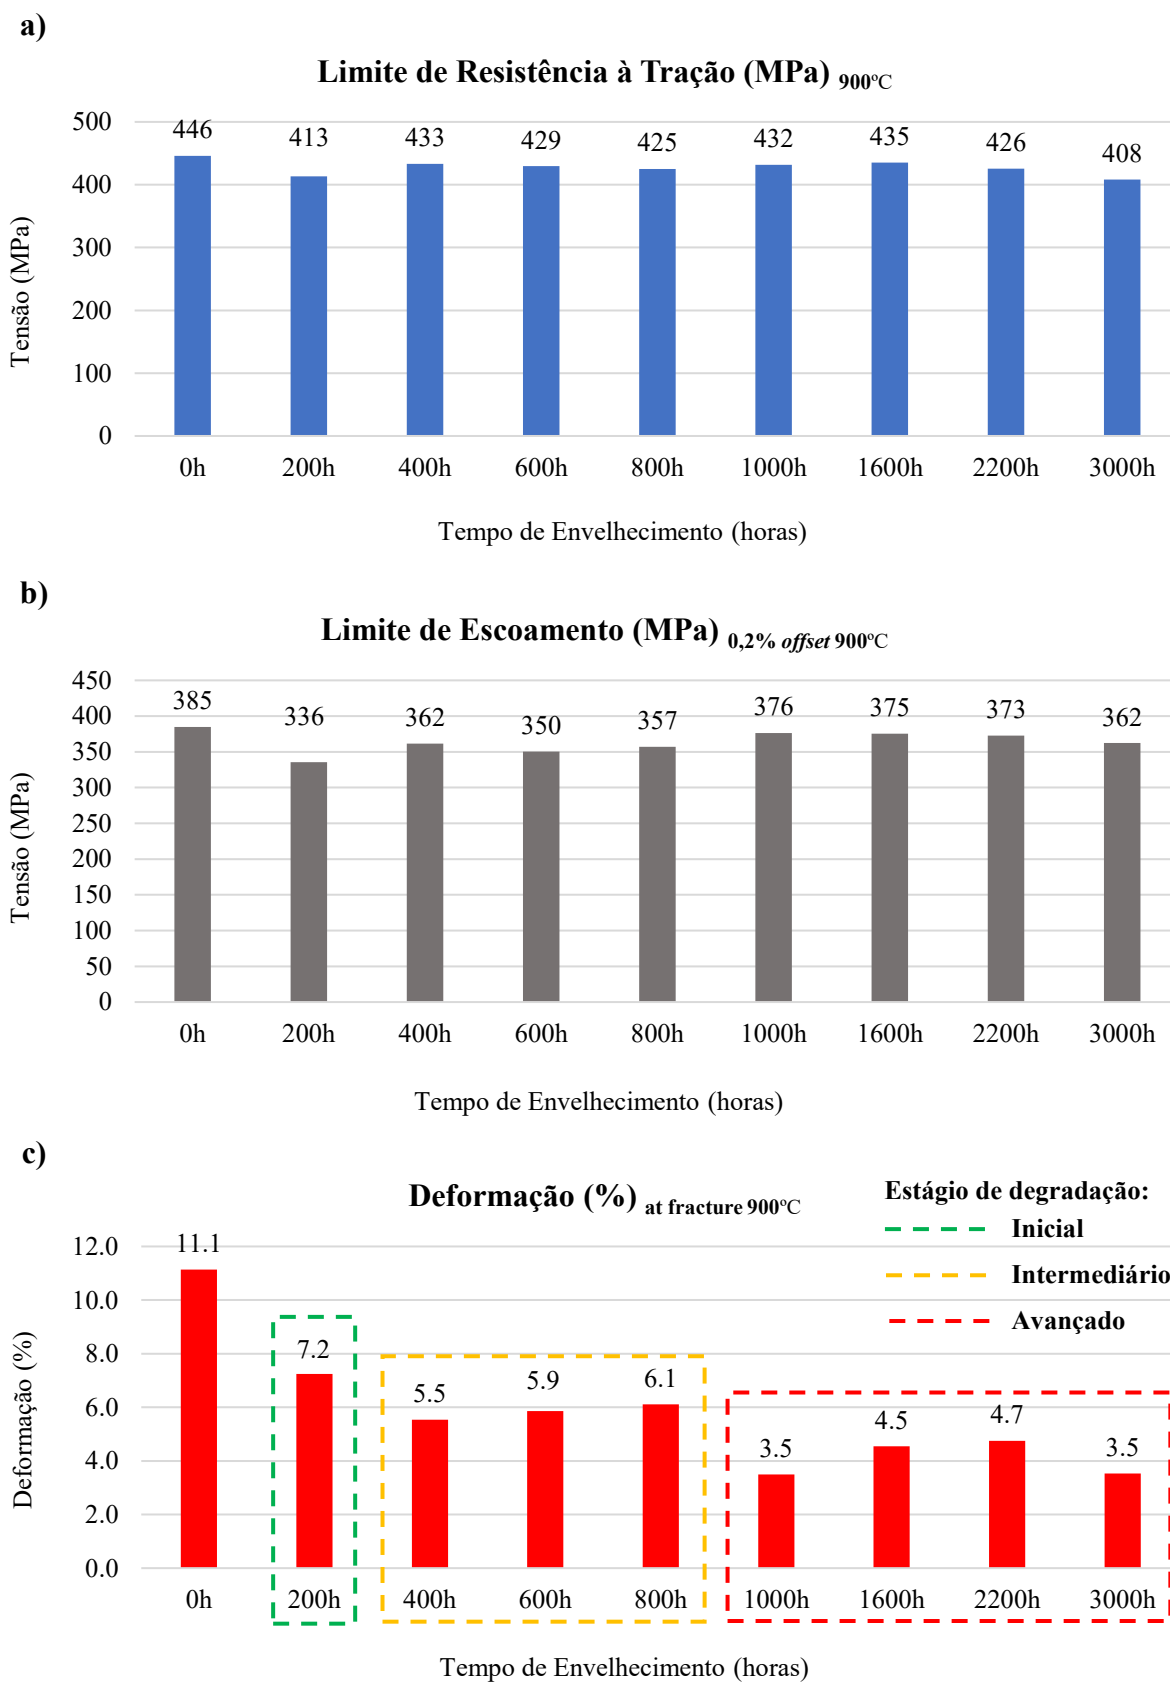 a)
Limite de Resistência à Tração (MPa) 900ºC
500
446 413 433 429 425 432 435 426 408
400
300
200
100
0
Tensão (MPa)
0h 200h 400h 600h 800h 1000h 1600h 2200h 3000h
Tempo de Envelhecimento (horas)
b)
Limite de Escoamento (MPa) 0,2% offset 900ºC
450
385 336 362 350 357 376 375 373 362
400
350
300
250
200
150
100
50
0
Tensão (MPa)
0h 200h 400h 600h 800h 1000h 1600h 2200h 3000h
Tempo de Envelhecimento (horas)
c)
Deformação (%) at fracture 900ºC
Estágio de degradação:
Inicial
Intermediário
Avançado
12.0
11.1 7.2 5.5 5.9 6.1 3.5 4.5 4.7 3.5
10.0
8.0
6.0
4.0
2.0
0.0
Deformação (%)
0h 200h 400h 600h 800h 1000h 1600h 2200h 3000h
Tempo de Envelhecimento (horas)